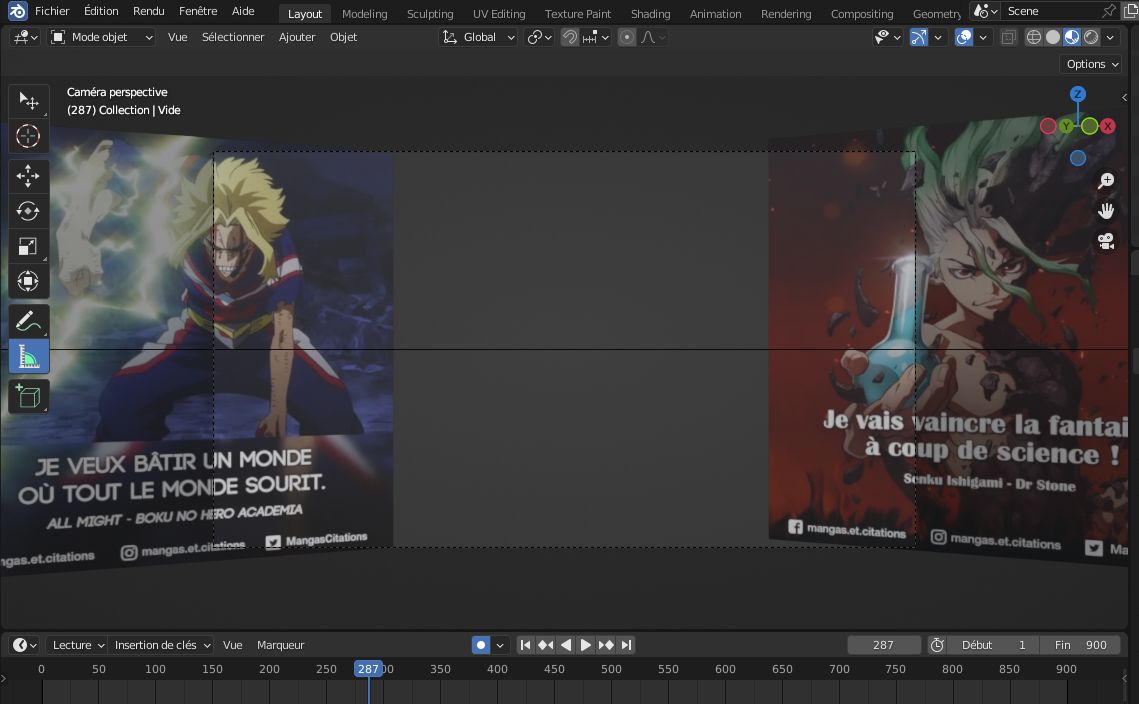 Fichier Édition Rendu Fenêtre Aide Layout Modeling Sculpting UV Editing Texture Paint Shading Animation Rendering Compositing Geometry Scene
Mode objet Vue Sélectionner Ajouter Objet Global
Options
Caméra perspective
(287) Collection | Vide
Z
Y X
JE VEUX BÂTIR UN MONDE
OÙ TOUT LE MONDE SOURIT.
ALL MIGHT - BOKU NO HERO ACADEMIA
ngas.et.citations mangas.et.citations MangasCitations
Je vais vaincre la fantai
à coup de science !
Senku Ishigami - Dr Stone
mangas.et.citations mangas.et.citations Ma
Lecture Insertion de clés Vue Marqueur 287 Début 1 Fin 900
0 50 100 150 200 250 287 00 350 400 450 500 550 600 650 700 750 800 850 900